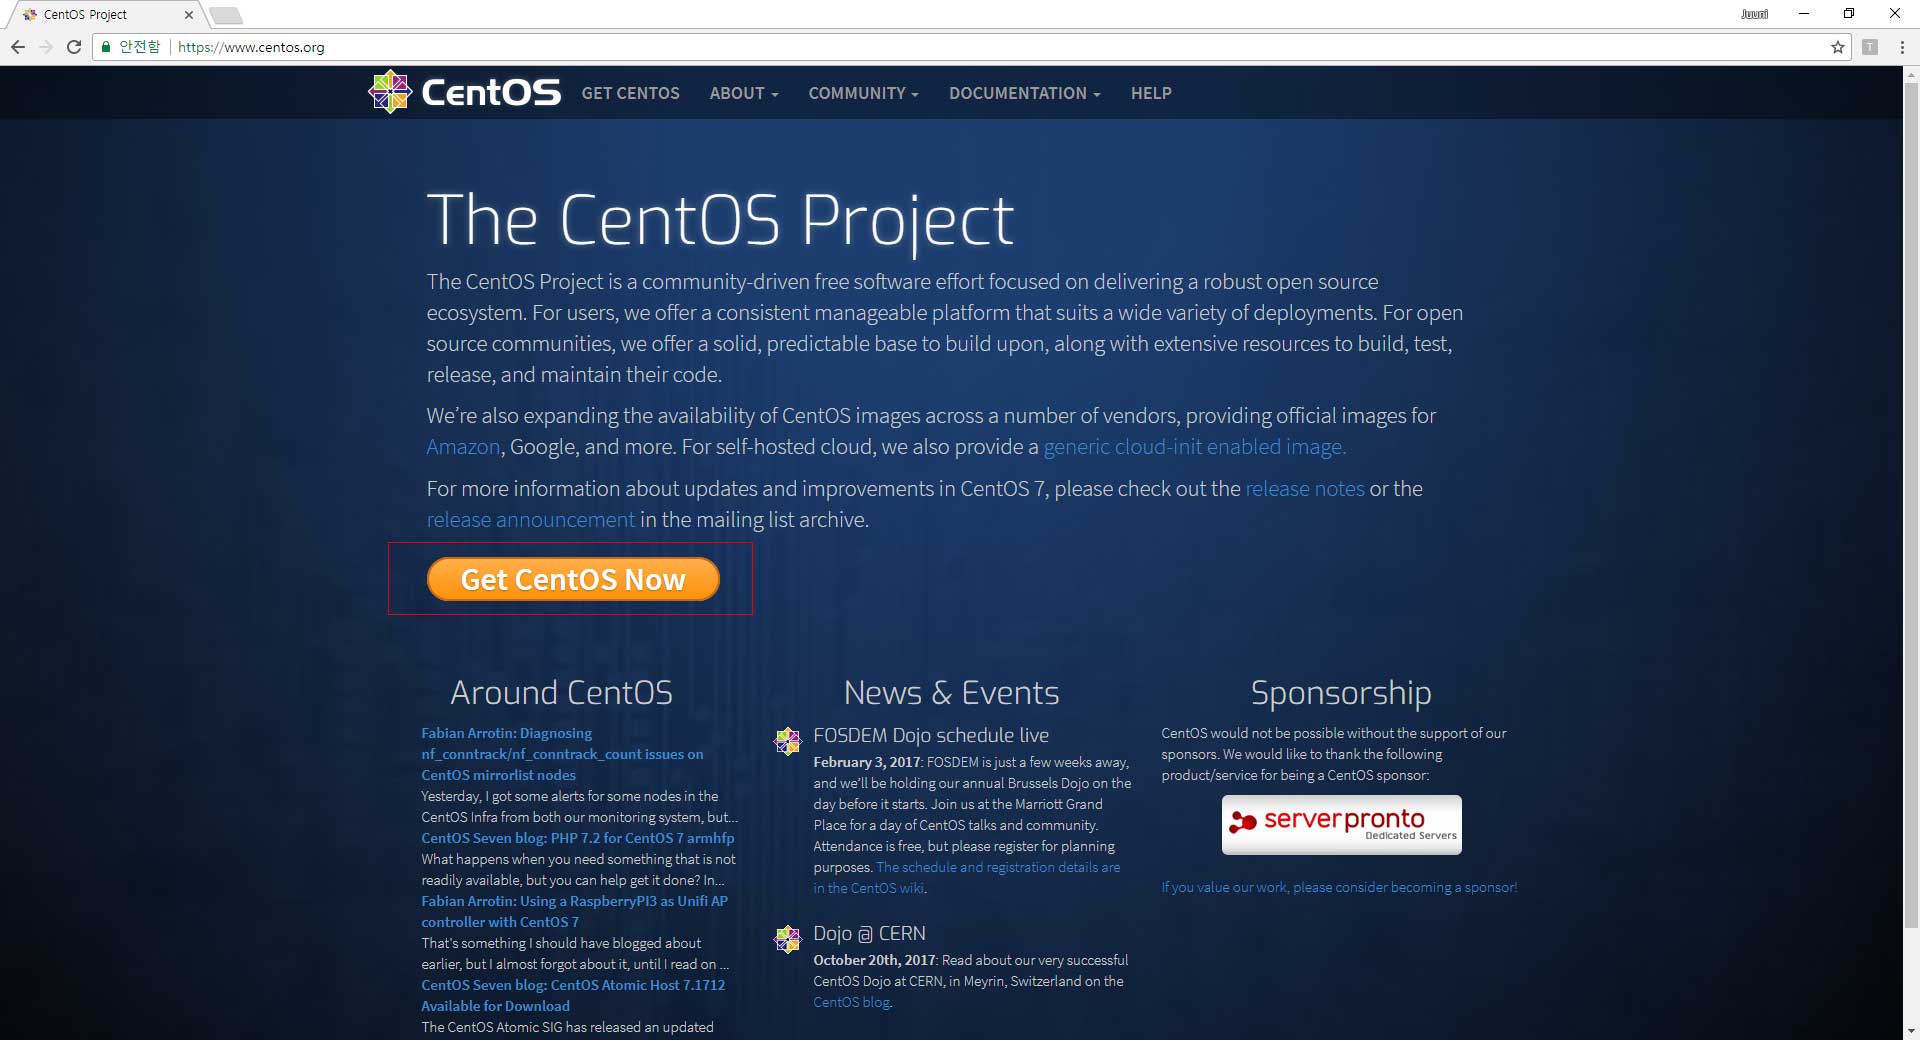 CentOS Project
Juuni
안전함
https://www.centos.org
T
CentOS
GET CENTOS
ABOUT
COMMUNITY
DOCUMENTATION
HELP
The CentOS Project
The CentOS Project is a community-driven free software effort focused on delivering a robust open source
ecosystem. For users, we offer a consistent manageable platform that suits a wide variety of deployments. For open
source communities, we offer a solid, predictable base to build upon, along with extensive resources to build, test,
release, and maintain their code.
We’re also expanding the availability of CentOS images across a number of vendors, providing official images for
Amazon, Google, and more. For self-hosted cloud, we also provide a generic cloud-init enabled image.
For more information about updates and improvements in CentOS 7, please check out the release notes or the
release announcement in the mailing list archive.
Get CentOS Now
Around CentOS
Fabian Arrotin: Diagnosing
nf_conntrack/nf_conntrack_count issues on
CentOS mirrorlist nodes
Yesterday, I got some alerts for some nodes in the
CentOS Infra from both our monitoring system, but...
CentOS Seven blog: PHP 7.2 for CentOS 7 armhfp
What happens when you need something that is not
readily available, but you can help get it done? In...
Fabian Arrotin: Using a RaspberryPI3 as Unifi AP
controller with CentOS 7
That's something I should have blogged about
earlier, but I almost forgot about it, until I read on ...
CentOS Seven blog: CentOS Atomic Host 7.1712
Available for Download
The CentOS Atomic SIG has released an updated
News & Events
FOSDEM Dojo schedule live
February 3, 2017: FOSDEM is just a few weeks away,
and we’ll be holding our annual Brussels Dojo on the
day before it starts. Join us at the Marriott Grand
Place for a day of CentOS talks and community.
Attendance is free, but please register for planning
purposes. The schedule and registration details are
in the CentOS wiki.
Dojo @ CERN
October 20th, 2017: Read about our very successful
CentOS Dojo at CERN, in Meyrin, Switzerland on the
CentOS blog.
Sponsorship
CentOS would not be possible without the support of our
sponsors. We would like to thank the following
product/service for being a CentOS sponsor:
serverpronto
Dedicated Servers
If you value our work, please consider becoming a sponsor!